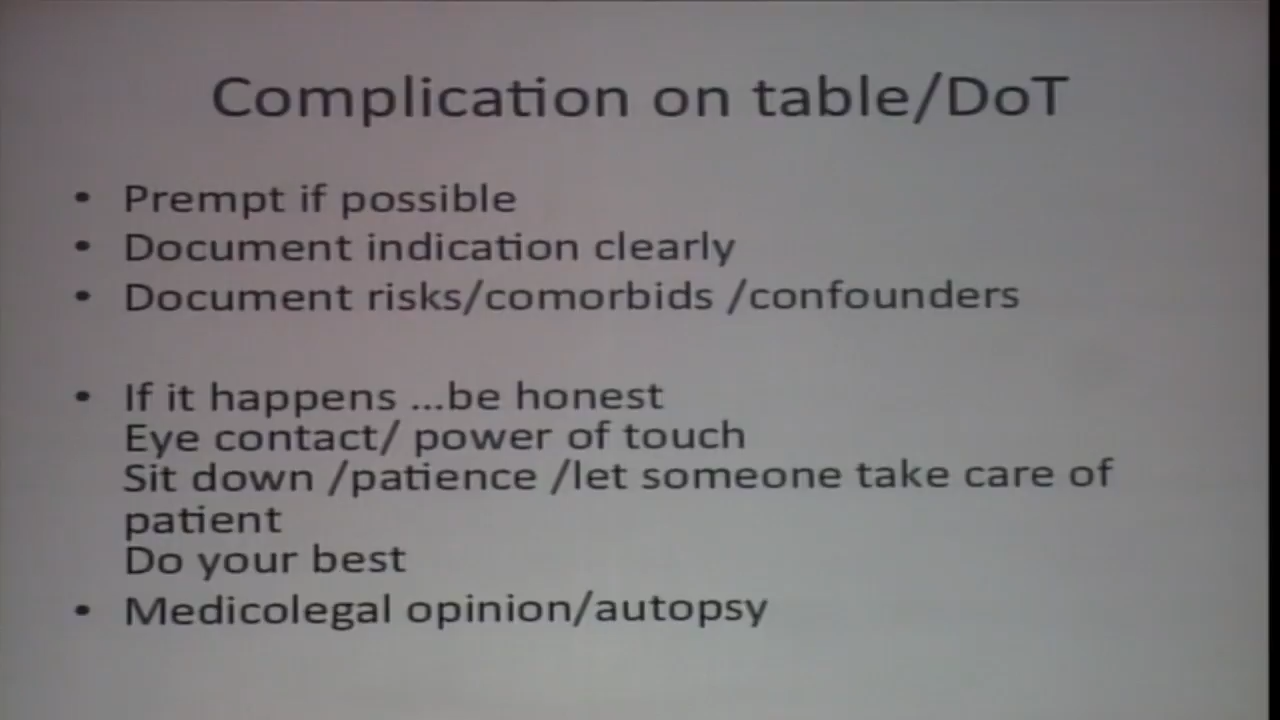 Complication on table/DoT
• Prempt if possible
• Document indication clearly
• Document risks/comorbids /confounders
• If it happens ...be honest
Eye contact/ power of touch
Sit down /patience /let someone take care of
patient
Do your best
• Medicolegal opinion/autopsy